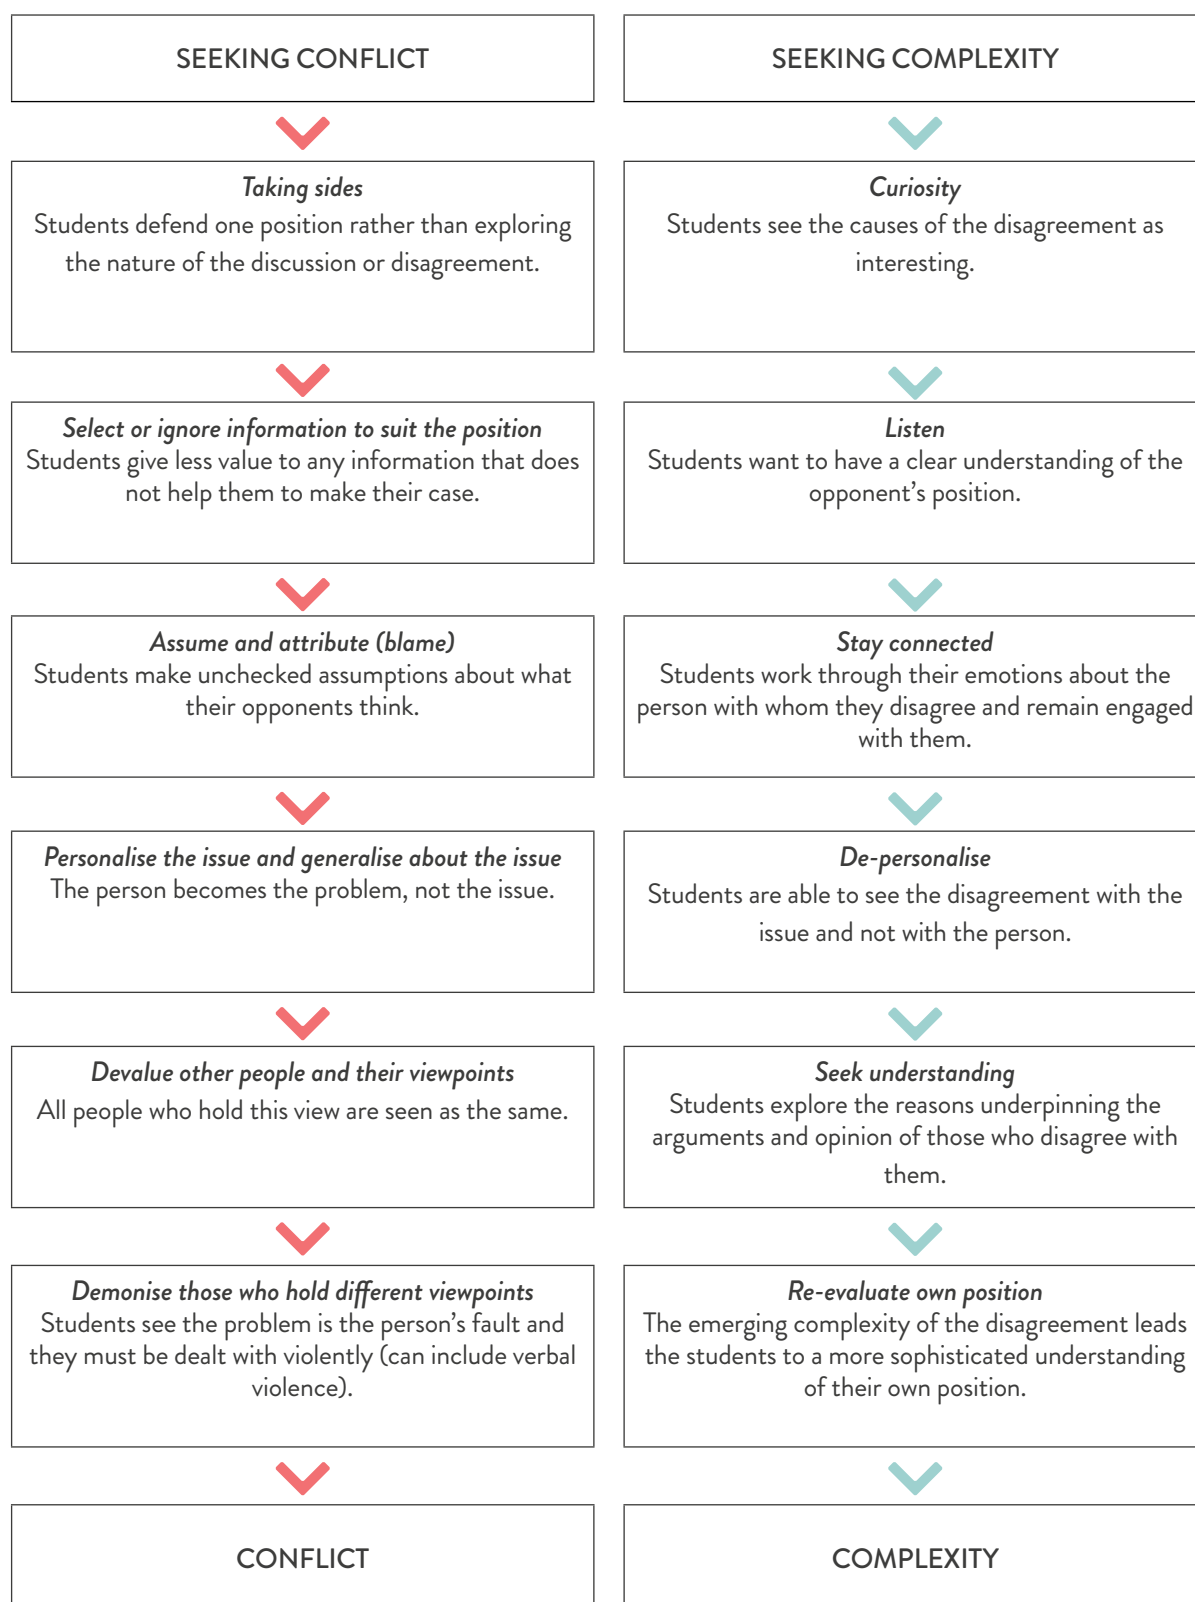 SEEKING CONFLICT
Taking sides
Students defend one position rather than exploring
the nature of the discussion or disagreement.
Select or ignore information to suit the position
Students give less value to any information that does
not help them to make their case.
Assume and attribute (blame)
Students make unchecked assumptions about what
their opponents think.
Personalise the issue and generalise about the issue
The person becomes the problem, not the issue.
Devalue other people and their viewpoints
All people who hold this view are seen as the same.
Demonise those who hold different viewpoints
Students see the problem is the person’s fault and
they must be dealt with violently (can include verbal
violence).
CONFLICT
SEEKING COMPLEXITY
Curiosity
Students see the causes of the disagreement as
interesting.
Listen
Students want to have a clear understanding of the
opponent’s position.
Stay connected
Students work through their emotions about the
person with whom they disagree and remain engaged
with them.
De-personalise
Students are able to see the disagreement with the
issue and not with the person.
Seek understanding
Students explore the reasons underpinning the
arguments and opinion of those who disagree with
them.
Re-evaluate own position
The emerging complexity of the disagreement leads
the students to a more sophisticated understanding
of their own position.
COMPLEXITY